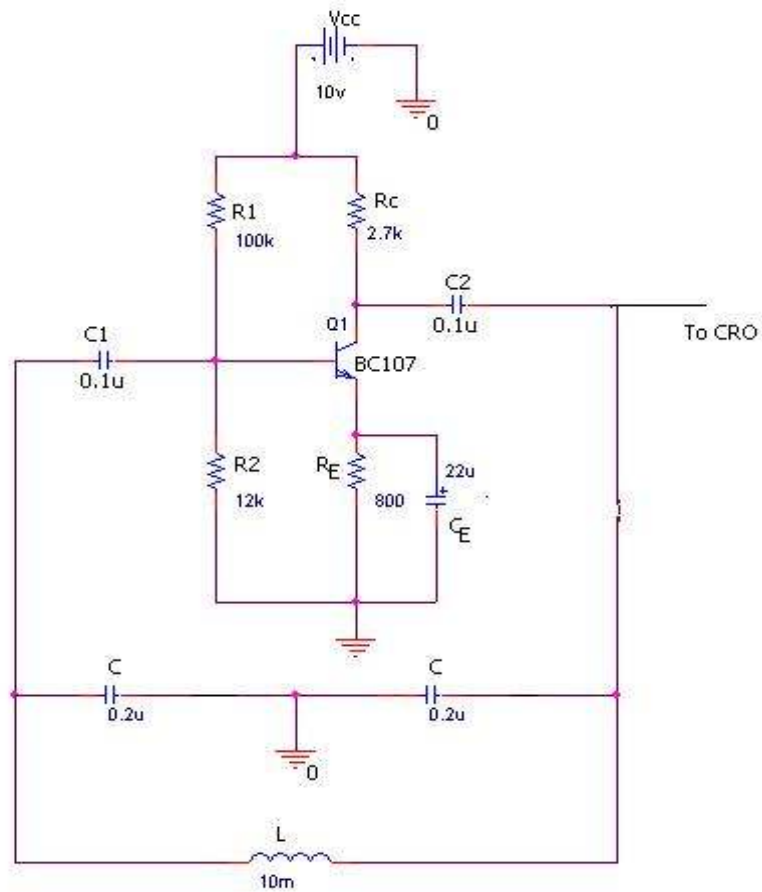 Vcc
10v
0
R1
100k
Rc
2.7k
C2
0.1u
To CRO
Q1
BC107
C1
0.1u
R2
12k
RE
800
22u
+
CE
C
0.2u
C
0.2u
0
L
10m